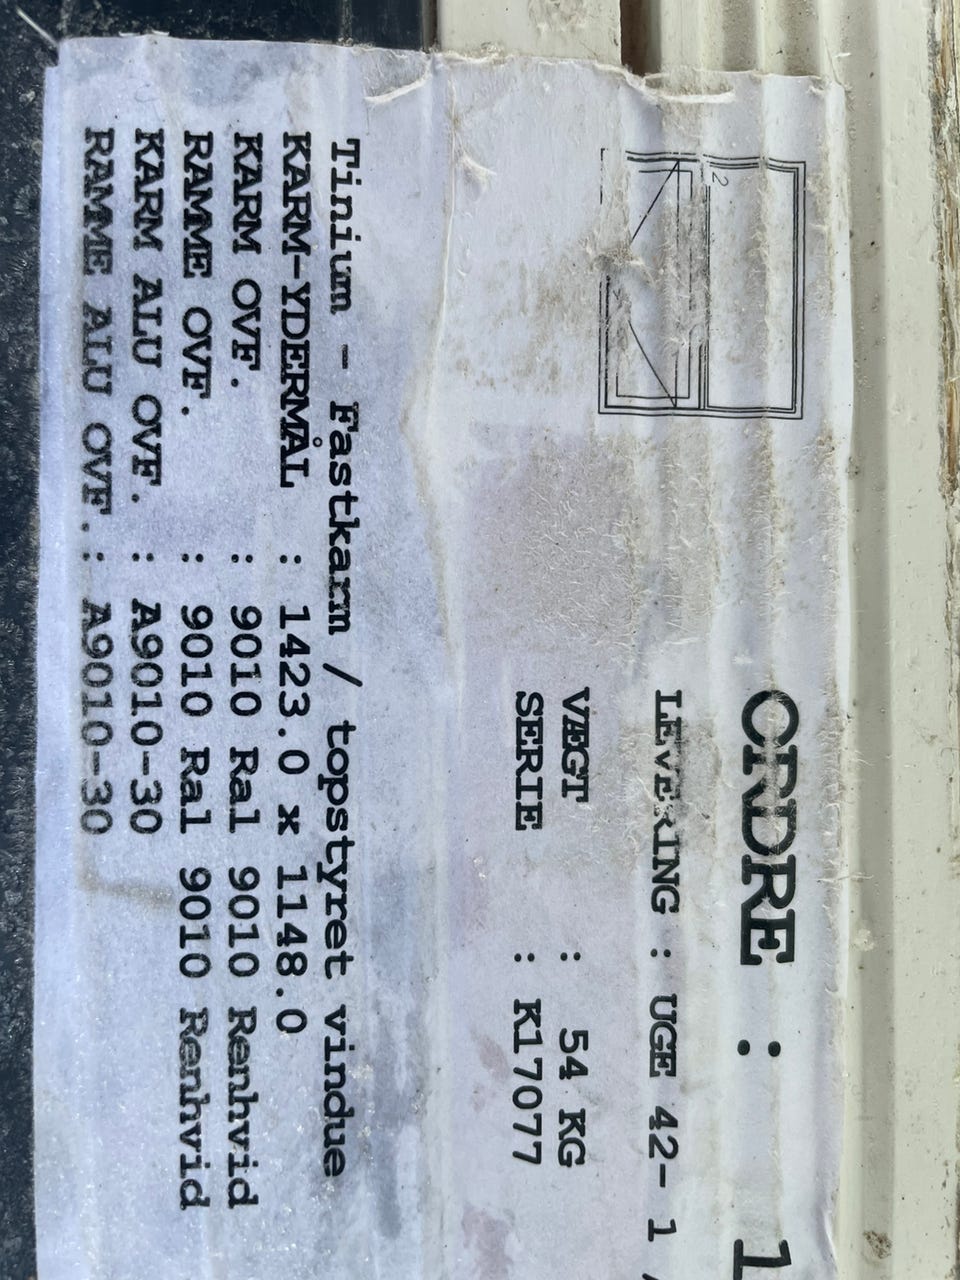 ORDRE : 1
LEVERING : UGE 42- 1 /
VÆGT : 54 KG
SERIE : K17077
2
Tinium - Fastkarm / topstyret vindue
KARM-YDERMÅL : 1423.0 x 1148.0
KARM OVF. : 9010 Ral 9010 Renhvid
RAMME OVF. : 9010 Ral 9010 Renhvid
KARM ALU OVF. : A9010-30
RAMME ALU OVF. : A9010-30